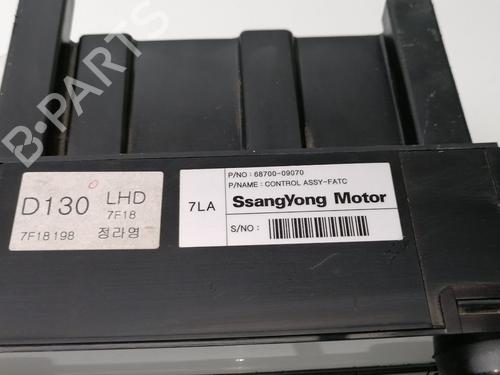 B-PARTS
D130 LHD
7F18
7F18198 정라영
7LA
P/NO : 68700-09070
P/NAME : CONTROL ASSY-FATC
SsangYong Motor
S/NO :